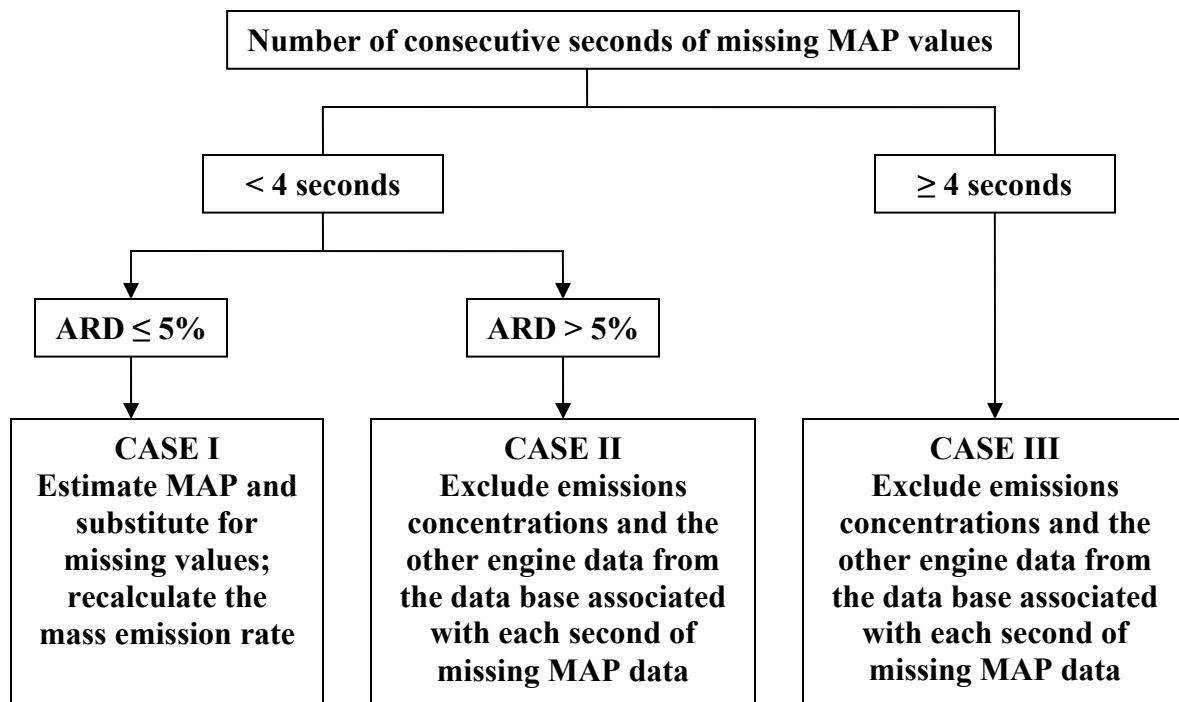 Number of consecutive seconds of missing MAP values
< 4 seconds
≥ 4 seconds
ARD ≤ 5%
ARD > 5%
CASE I
Estimate MAP and
substitute for
missing values;
recalculate the
mass emission rate
CASE II
Exclude emissions
concentrations and the
other engine data from
the data base associated
with each second of
missing MAP data
CASE III
Exclude emissions
concentrations and the
other engine data from
the data base associated
with each second of
missing MAP data